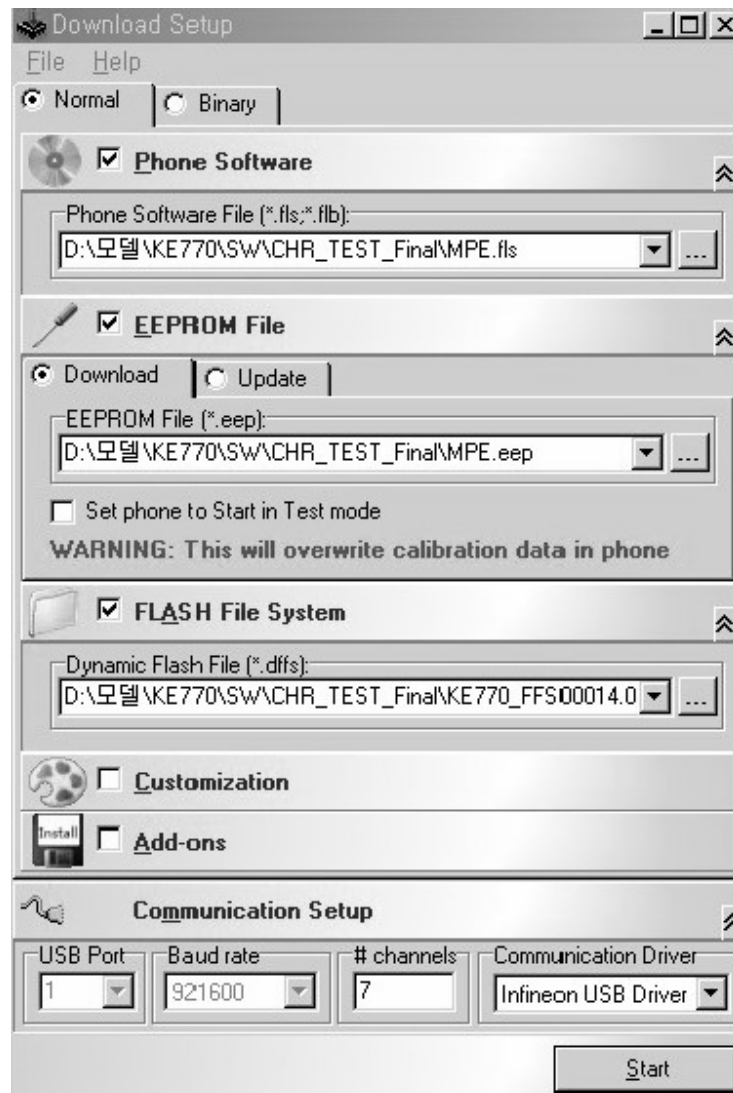 Download Setup
File Help
Normal Binary
Phone Software
Phone Software File (*.fls;*.flb):
D:\모델\KE770\SW\CHR_TEST_Final\MPE.fls
...
EEPROM File
Download Update
EEPROM File (*.eep):
D:\모델\KE770\SW\CHR_TEST_Final\MPE.eep
...
Set phone to Start in Test mode
WARNING: This will overwrite calibration data in phone
FLASH File System
Dynamic Flash File (*.dffs):
D:\모델\KE770\SW\CHR_TEST_Final\KE770_FFS00014.0
...
Customization
Install
Add-ons
Communication Setup
USB Port Baud rate # channels Communication Driver
1 921600 7 Infineon USB Driver
Start